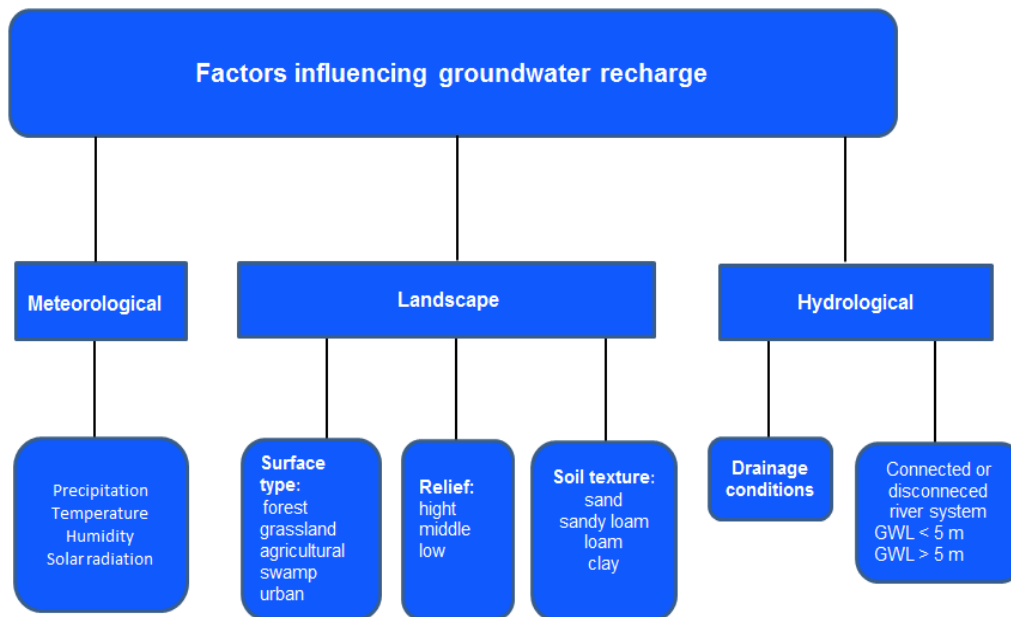 Factors influencing groundwater recharge
Meteorological
Landscape
Hydrological
Precipitation
Temperature
Humidity
Solar radiation
Surface
type:
forest
grassland
agricultural
swamp
urban
Relief:
hight
middle
low
Soil texture:
sand
sandy loam
loam
clay
Drainage
conditions
Connected or
disconneced
river system
GWL < 5 m
GWL > 5 m